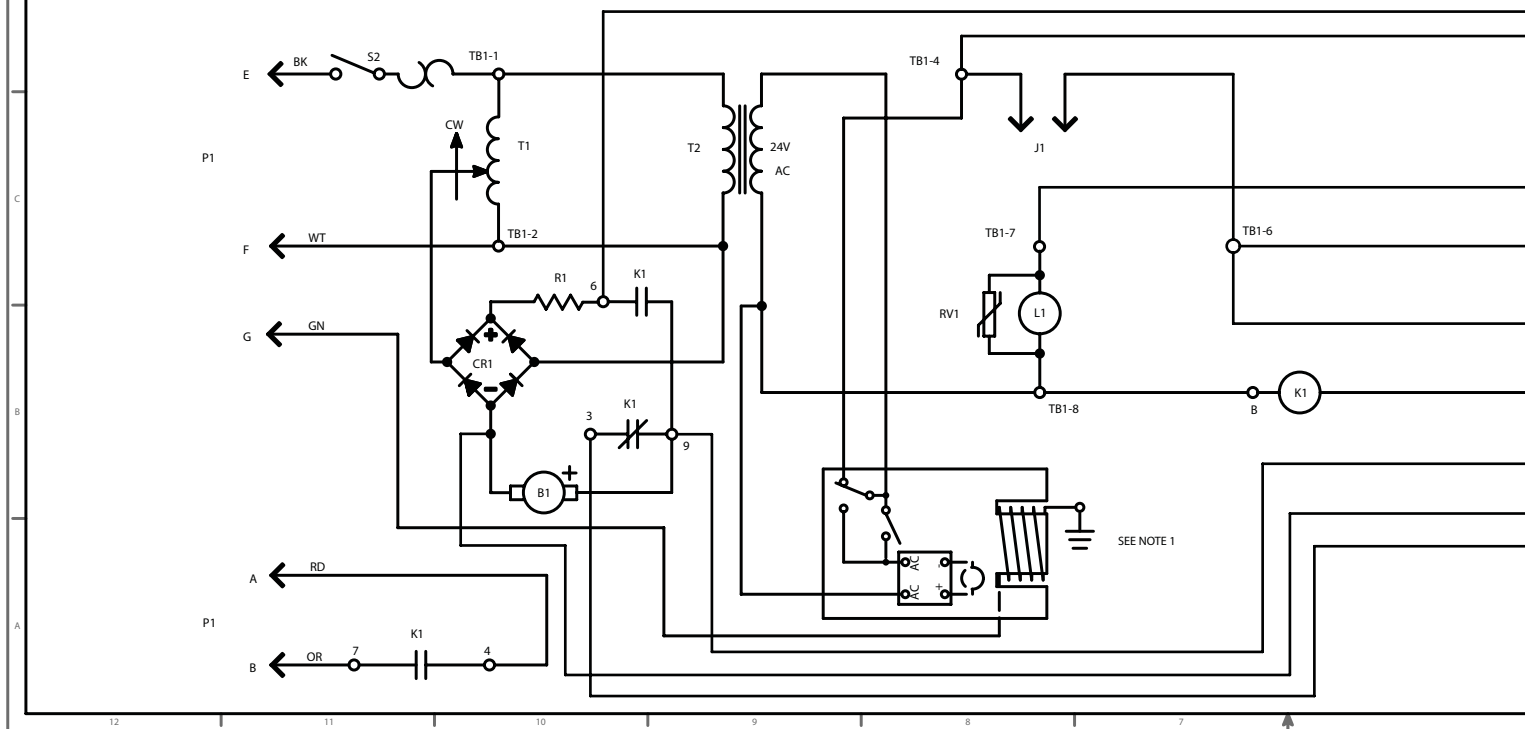 E
BK
S2
TB1-1
TB1-4
CW
T1
T2
24V
AC
J1
P1
C
F
WT
TB1-2
TB1-7
TB1-6
R1
6
K1
RV1
L1
G
GN
CR1
+
-
3
K1
9
TB1-8
B
K1
B
B1
+
SEE NOTE 1
AC
-
AC
+
A
RD
P1
A
K1
B
OR
7
4
12
11
10
9
8
7